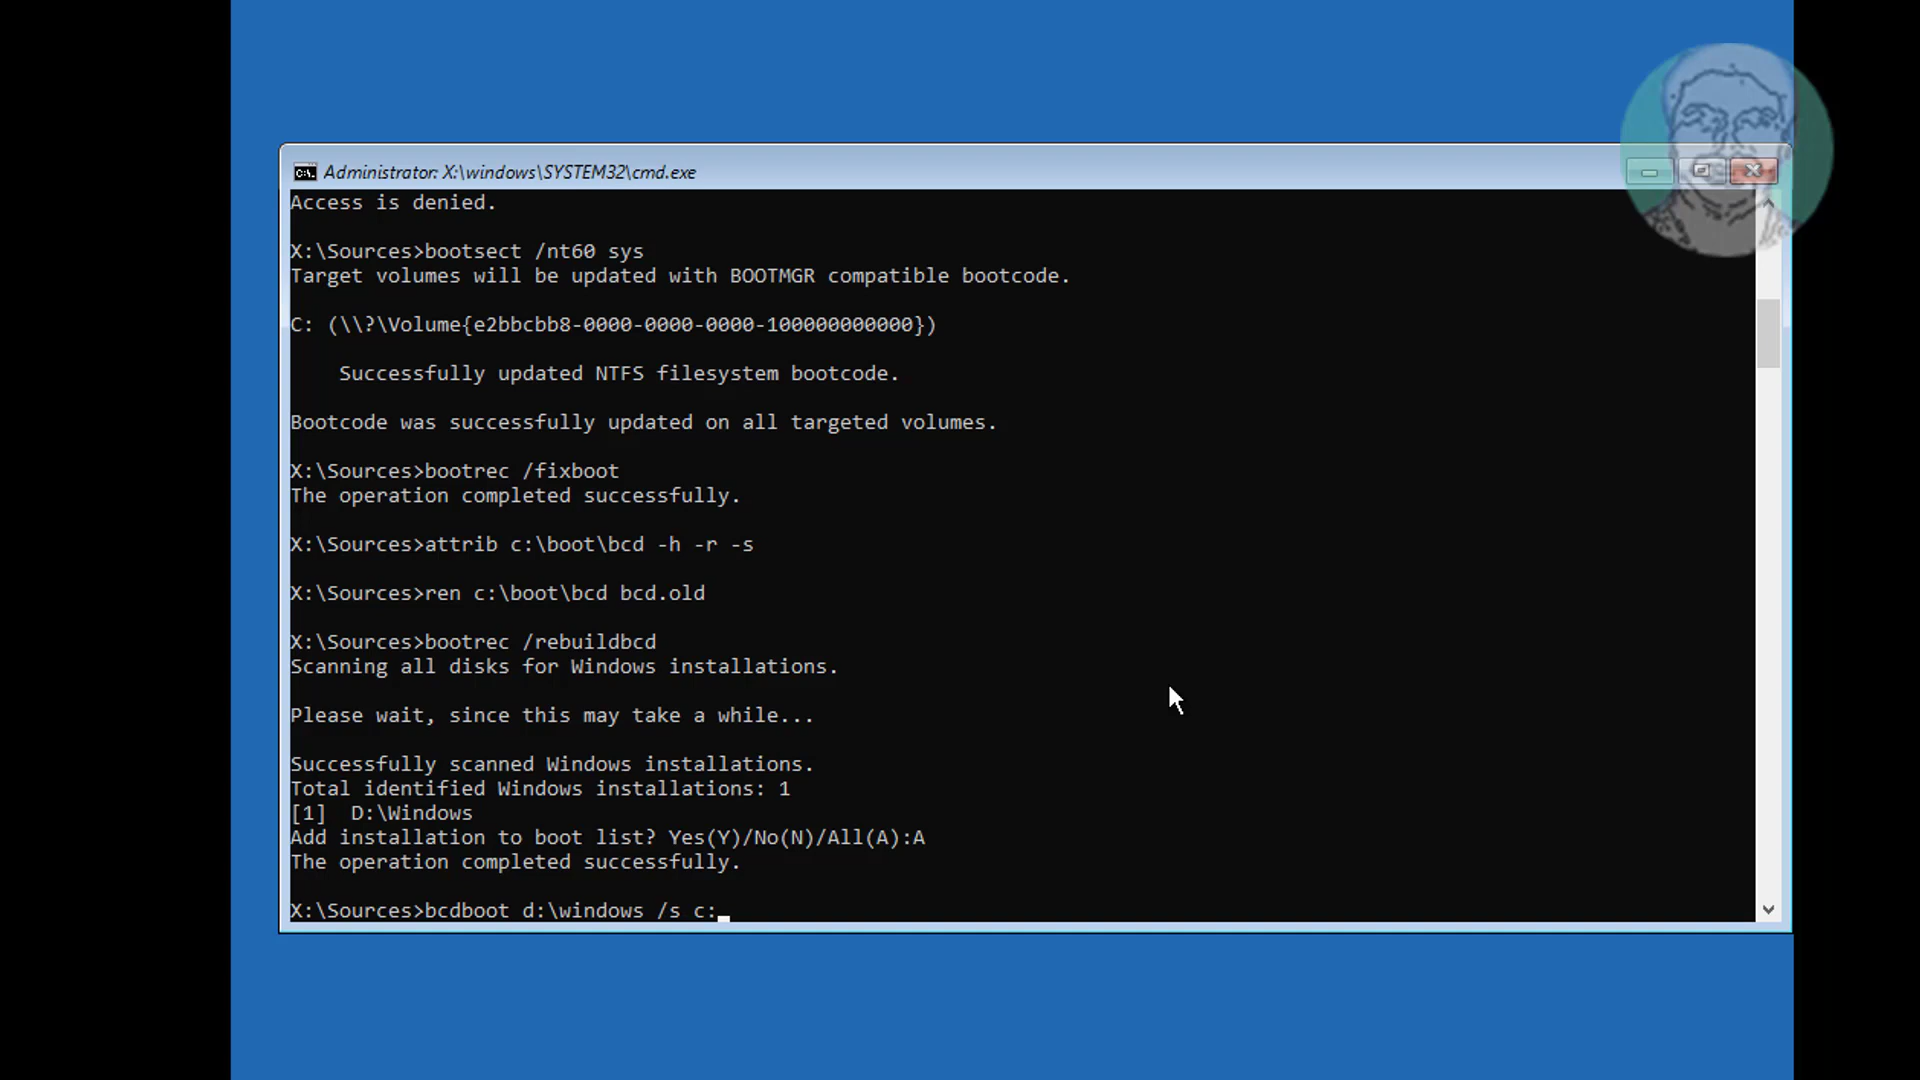 Administrator: X:\windows\SYSTEM32\cmd.exe
Access is denied.
X:\Sources>bootsect /nt60 sys
Target volumes will be updated with BOOTMGR compatible bootcode.
C: (\\?\Volume{e2bbcbb8-0000-0000-0000-100000000000})
Successfully updated NTFS filesystem bootcode.
Bootcode was successfully updated on all targeted volumes.
X:\Sources>bootrec /fixboot
The operation completed successfully.
X:\Sources>attrib c:\boot\bcd -h -r -s
X:\Sources>ren c:\boot\bcd bcd.old
X:\Sources>bootrec /rebuildbcd
Scanning all disks for Windows installations.
Please wait, since this may take a while...
Successfully scanned Windows installations.
Total identified Windows installations: 1
[1]  D:\Windows
Add installation to boot list? Yes(Y)/No(N)/All(A):A
The operation completed successfully.
X:\Sources>bcdboot d:\windows /s c: